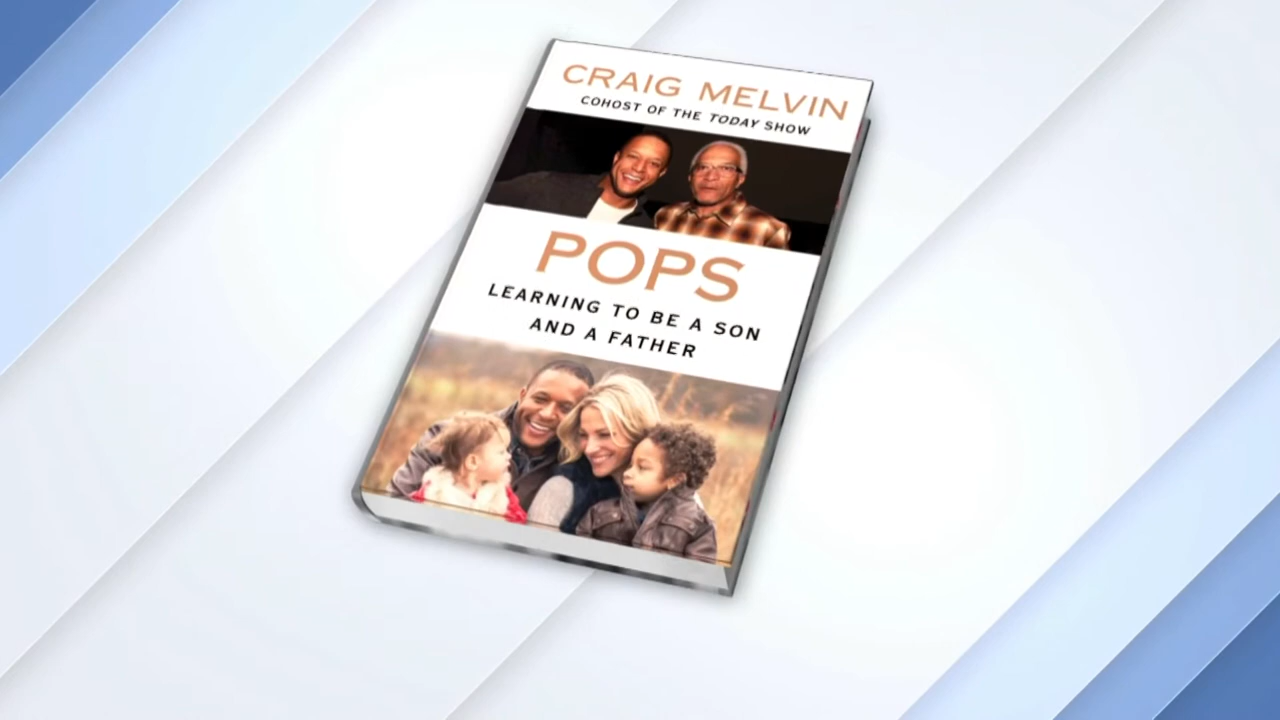 CRAIG MELVIN
COHOST OF THE TODAY SHOW
POPS
LEARNING TO BE A SON
AND A FATHER